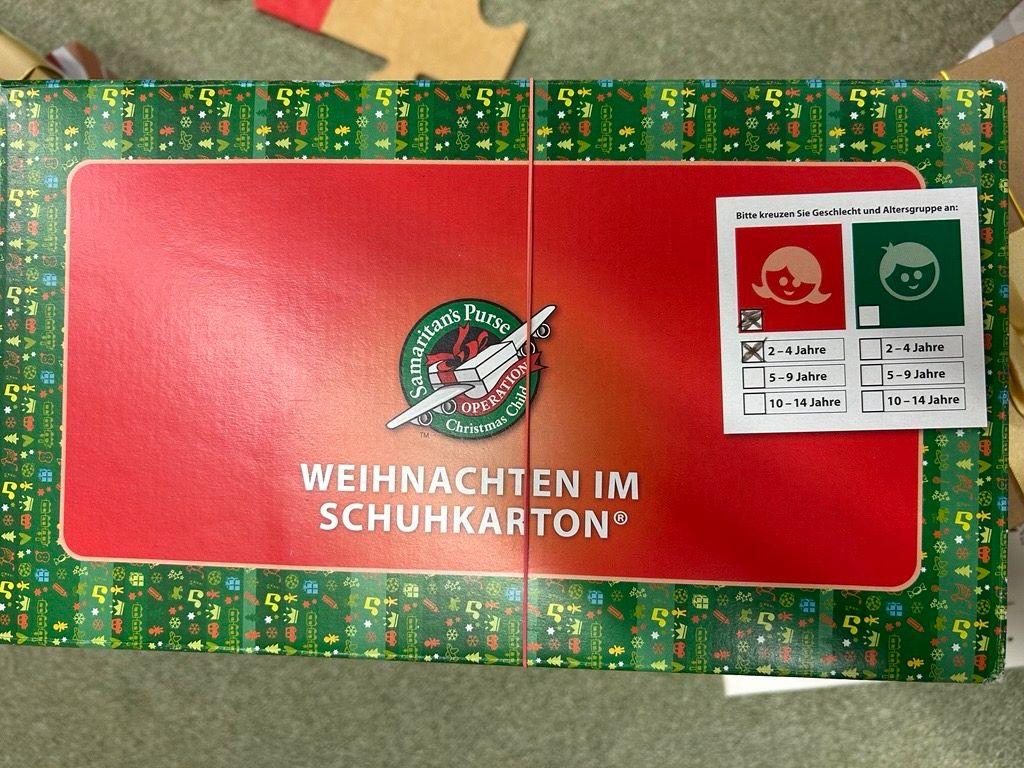 Bitte kreuzen Sie Geschlecht und Altersgruppe an:
2 – 4 Jahre
5 – 9 Jahre
10 – 14 Jahre
2 – 4 Jahre
5 – 9 Jahre
10 – 14 Jahre
Samaritan's Purse
OPERATION
Christmas Child
TM
WEIHNACHTEN IM
SCHUHKARTON®